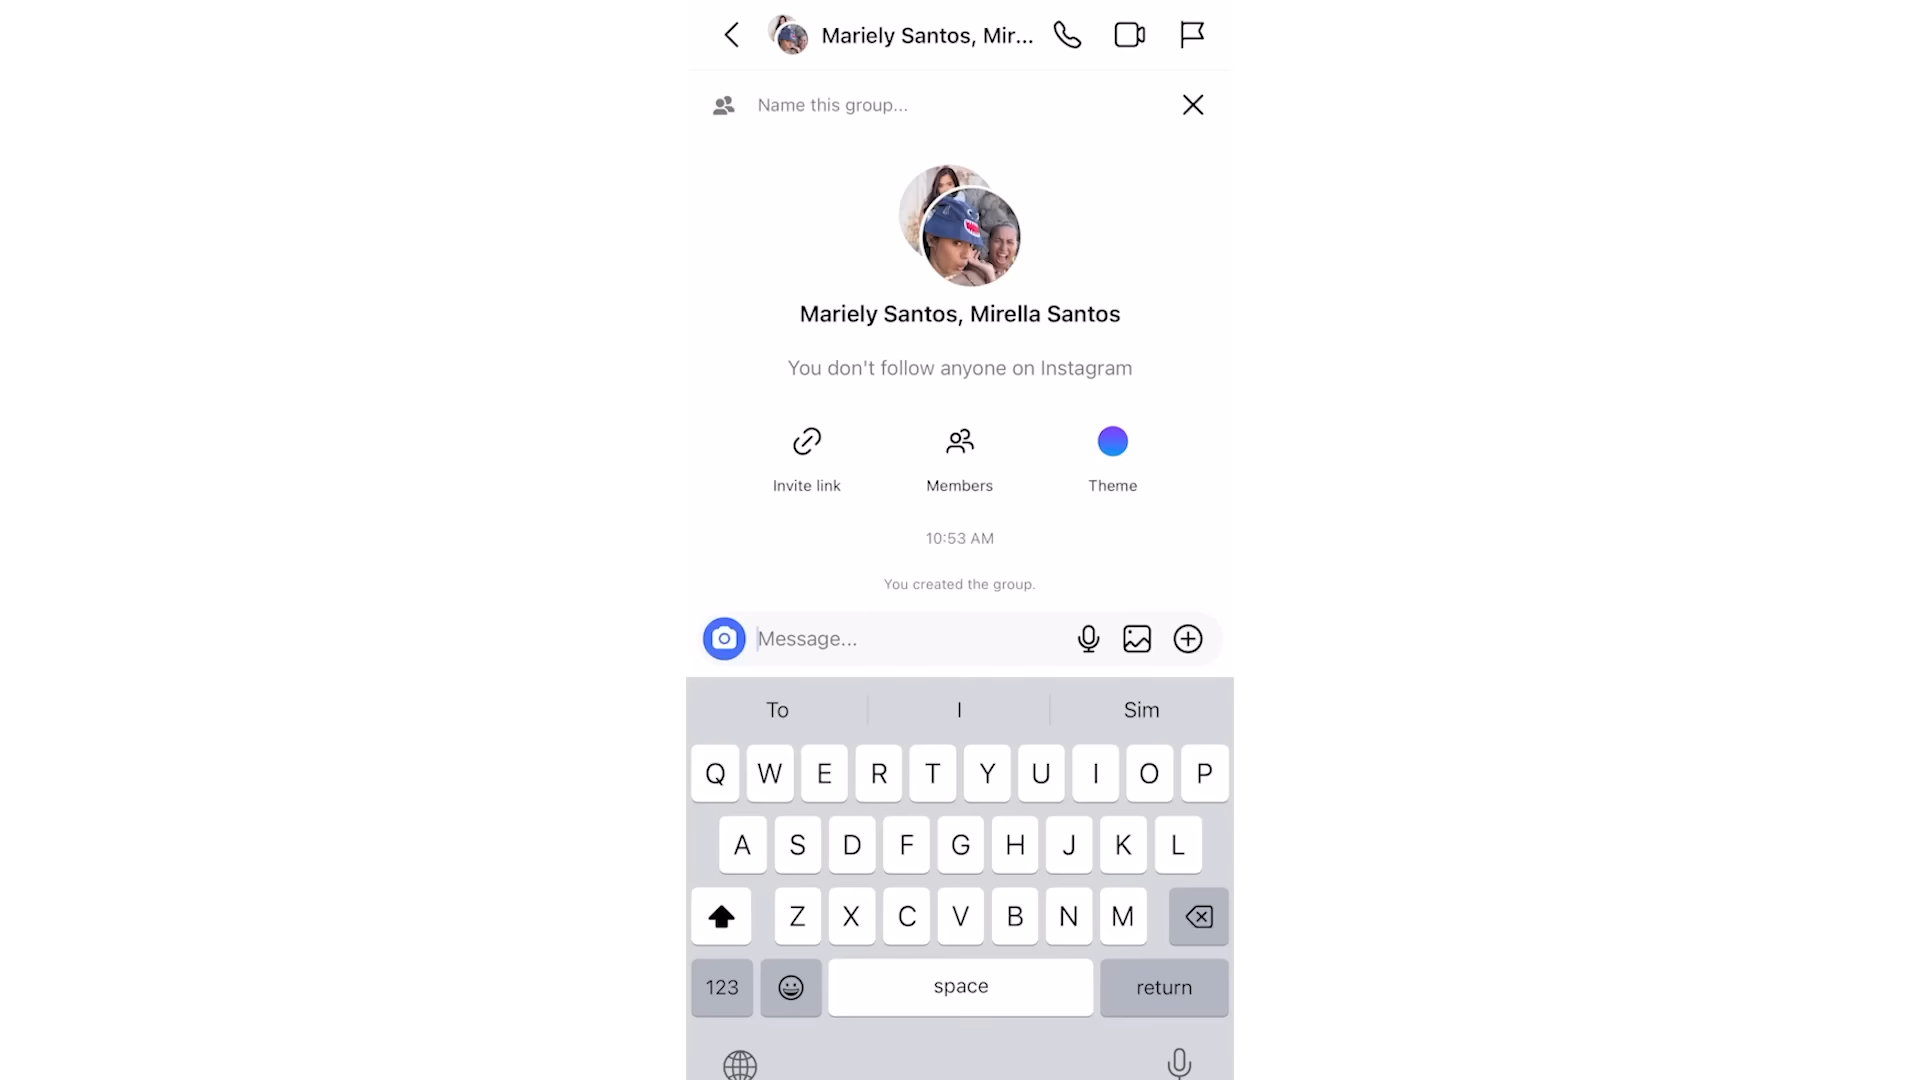 Mariely Santos, Mir...
Name this group...
Mariely Santos, Mirella Santos
You don't follow anyone on Instagram
Invite link Members Theme
10:53 AM
You created the group.
Message...
To I Sim
Q W E R T Y U I O P
A S D F G H J K L
Z X C V B N M
123 space return